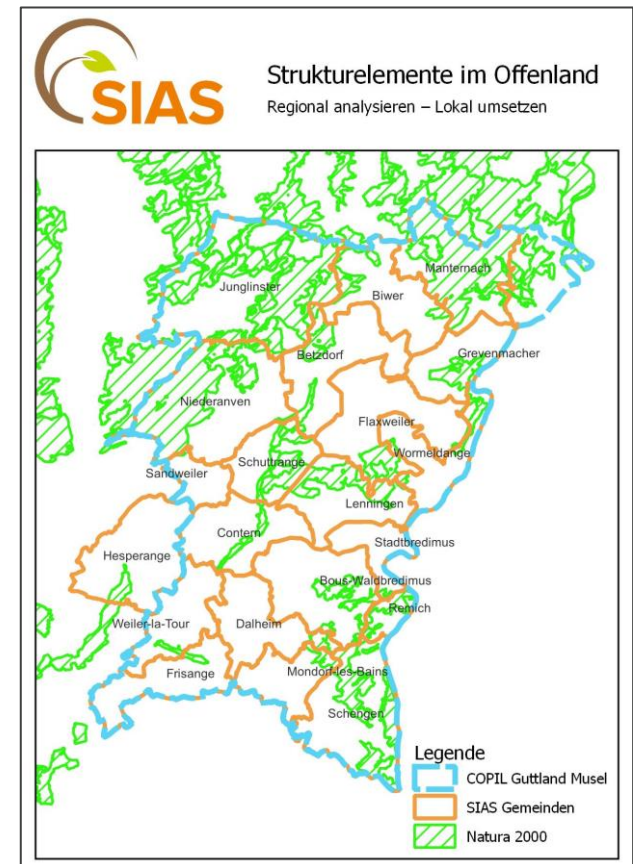 SIAS
Strukturelemente im Offenland
Regional analysieren – Lokal umsetzen
Manternach
Junglinster
Biwer
Betzdorf
Grevenmacher
Niederanven
Flaxweiler
Wormeldange
Schuttrange
Sandweiler
Lenningen
Contern
Stadtbredimus
Hesperange
Bous-Waldbredimus
Remich
Weiler-la-Tour
Dalheim
Frisange
Mondorf-les-Bains
Schengen
Legende
COPIL Guttland Musel
SIAS Gemeinden
Natura 2000